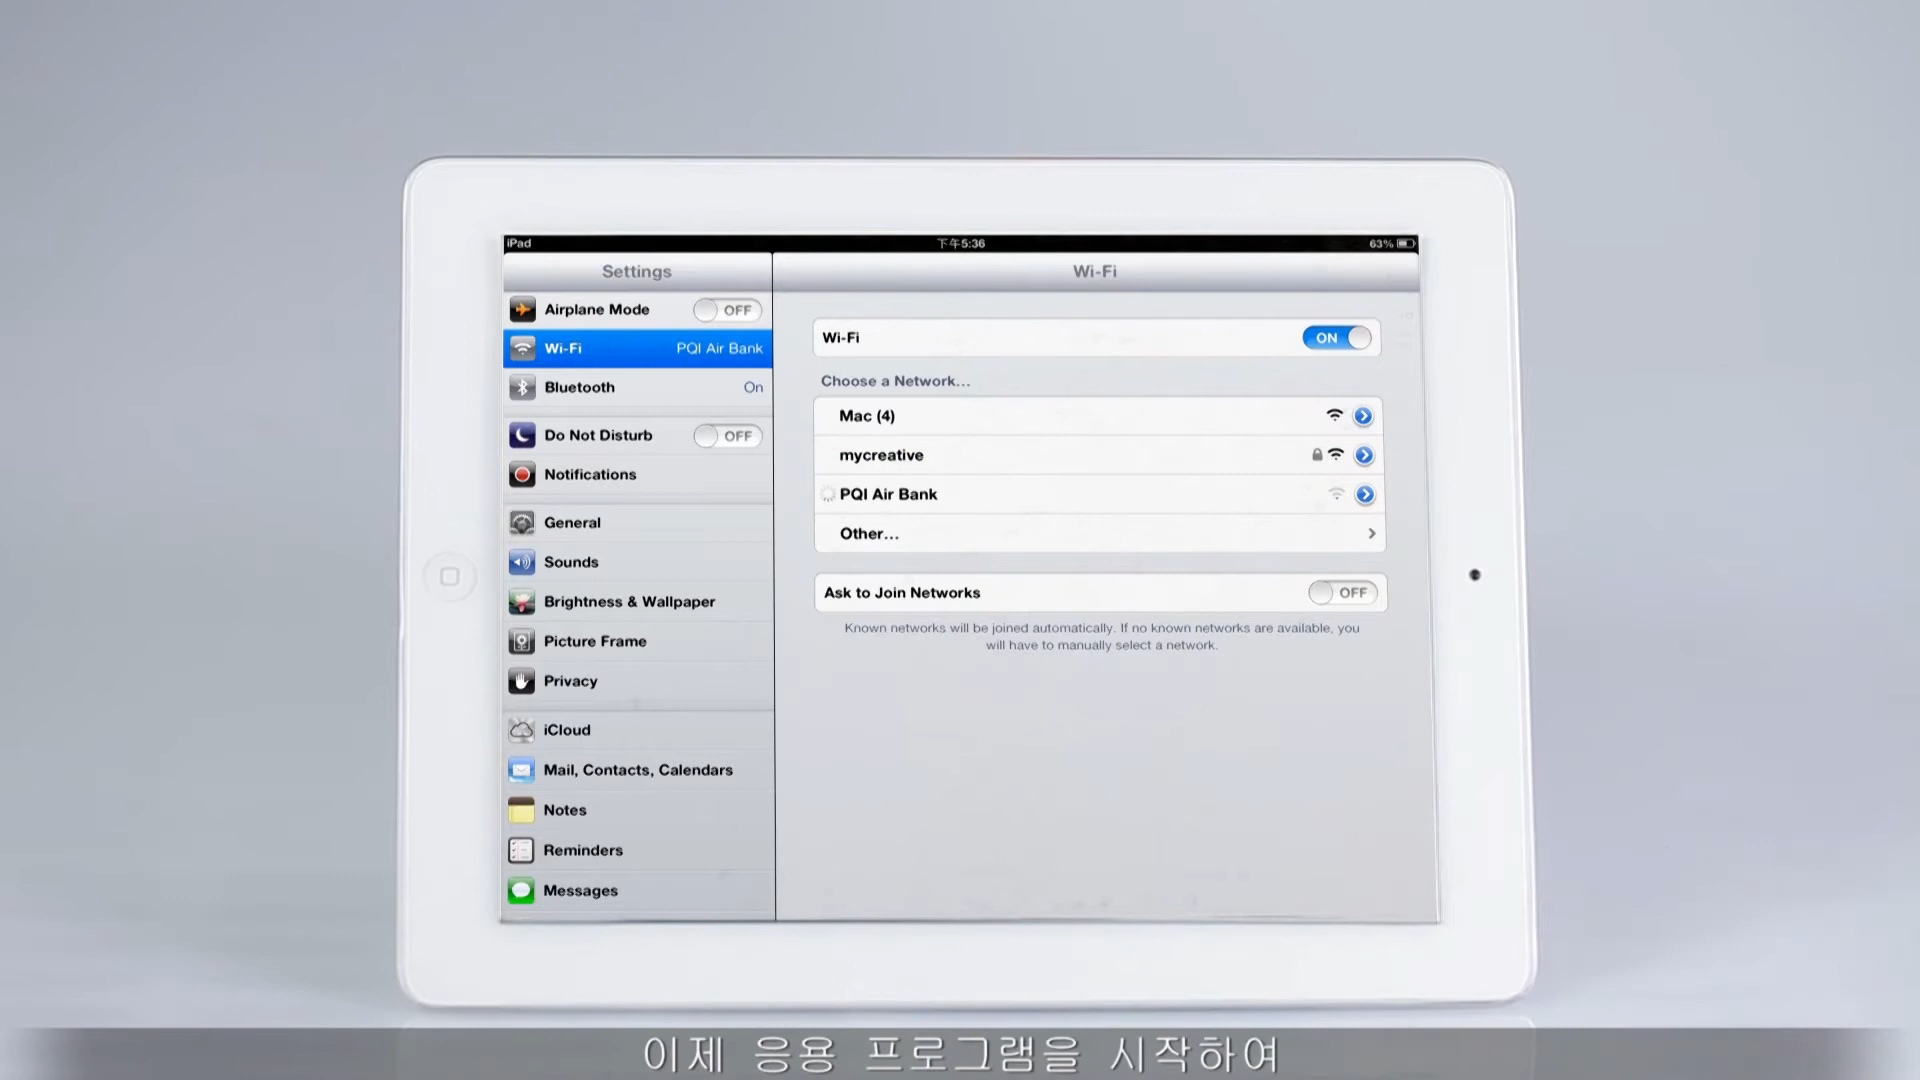 iPad 下午5:36 63%
Settings
Wi-Fi
Airplane Mode OFF
Wi-Fi PQI Air Bank
Bluetooth On
Do Not Disturb OFF
Notifications
General
Sounds
Brightness & Wallpaper
Picture Frame
Privacy
iCloud
Mail, Contacts, Calendars
Notes
Reminders
Messages
Wi-Fi ON
Choose a Network...
Mac (4)
mycreative
PQI Air Bank
Other...
Ask to Join Networks OFF
Known networks will be joined automatically. If no known networks are available, you
will have to manually select a network.
이제 응용 프로그램을 시작하여